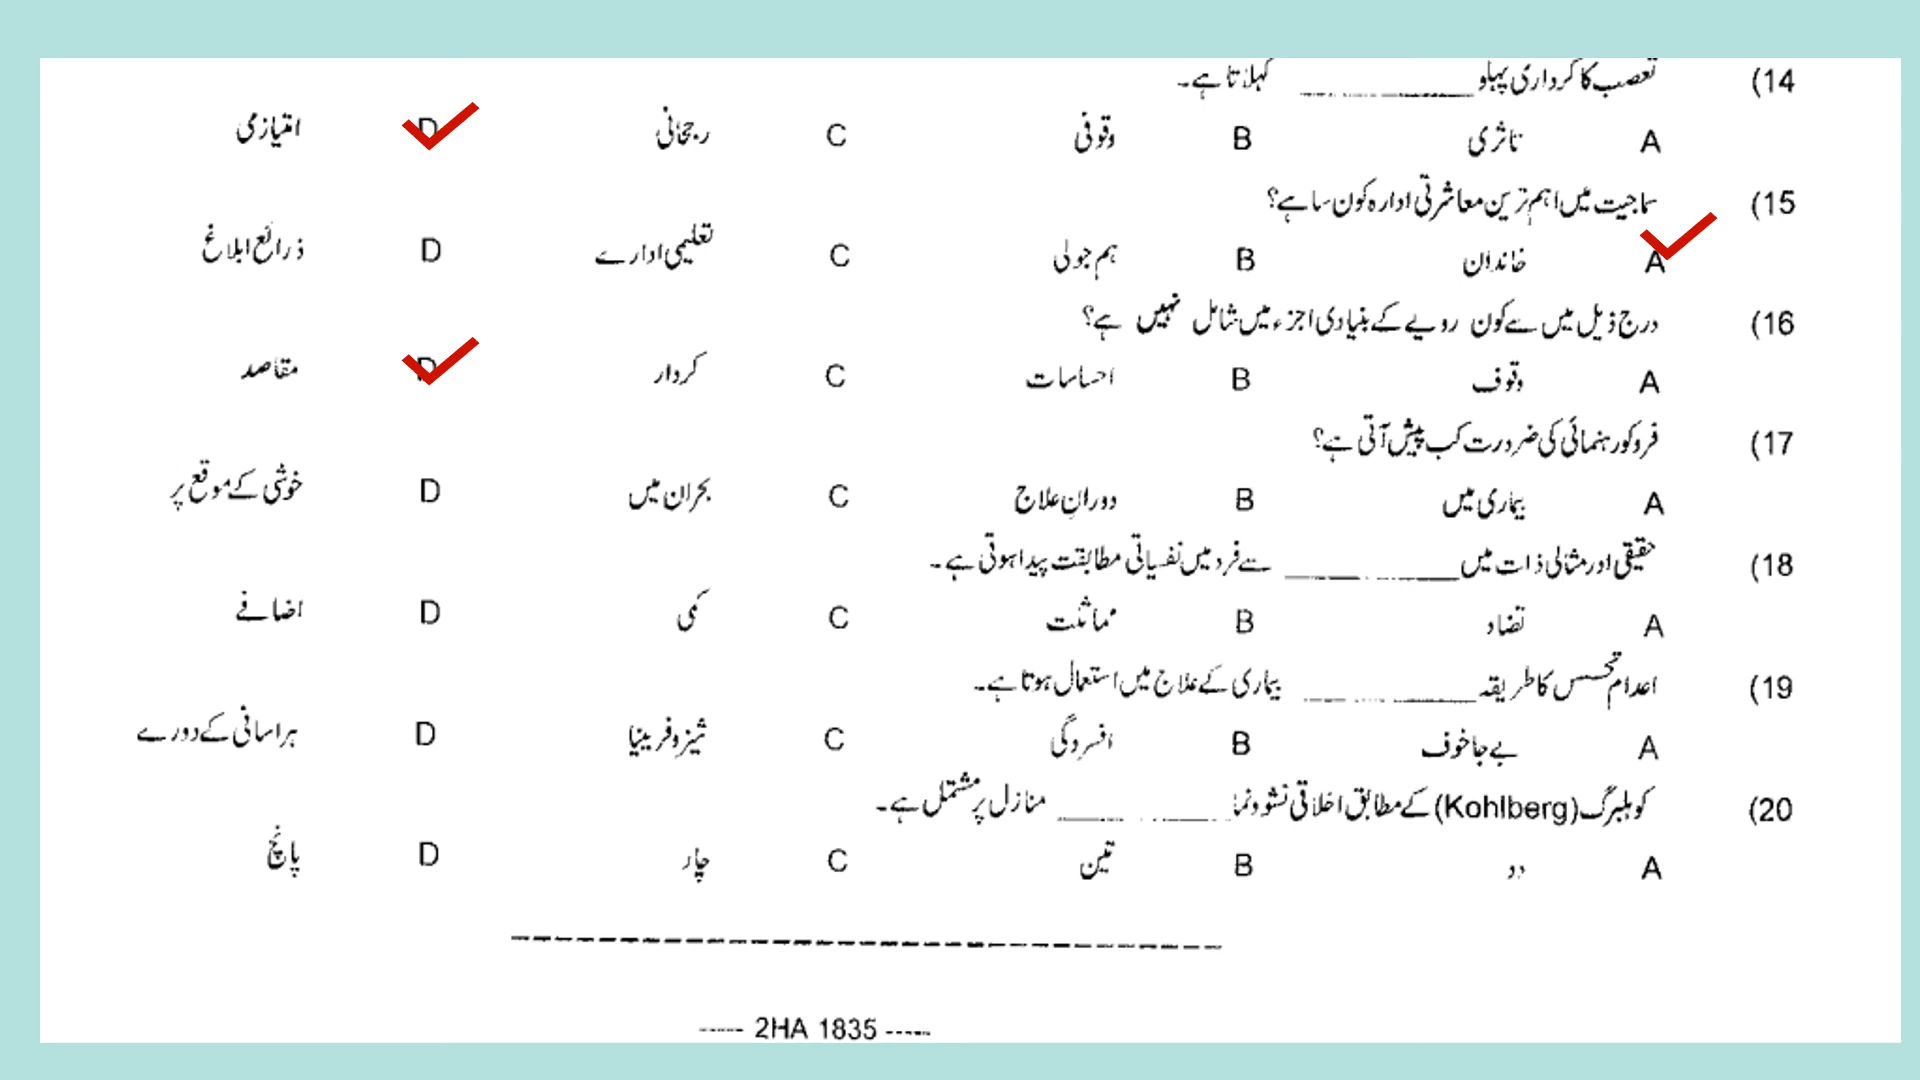 14) تعصب کا کرداری پہلو ____________ کہلاتا ہے۔
A تاثری B وقوفی C رجحانی D امتیازمی
15) سماجیت میں اہم ترین معاشرتی ادارہ کون سا ہے؟
A خاندان B ہم جولی C تعلیمی ادارے D ذرائع ابلاغ
16) درج ذیل میں سے کون رویے کے بنیادی اجزاء میں شامل نہیں ہے؟
A وقوف B احساسات C کردار D مقاصد
17) فرد کو رہنمائی کی ضرورت کب پیش آتی ہے؟
A بیماری میں B دوران علاج C بحران میں D خوشی کے موقع پر
18) حقیقی اور مثالی ذات میں ____________ سے فرد میں نفسیاتی مطابقت پیدا ہوتی ہے۔
A تضاد B مماثلت C کمی D اضافے
19) اعدام تحسس کا طریقہ ____________ بیماری کے علاج میں استعمال ہوتا ہے۔
A بے جا خوف B افسردگی C شیزوفرینیا D ہراسانی کے دورے
20) کوہلبرگ (Kohlberg) کے مطابق اخلاقی نشوونما ____________ منازل پر مشتمل ہے۔
A دو B تین C چار D پانچ
----- 2HA 1835 -----